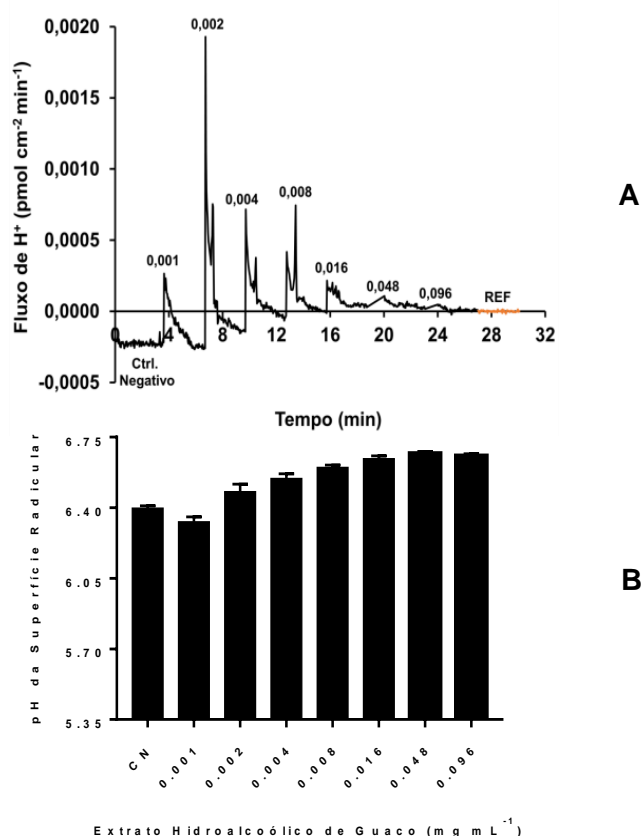 0,0020
0,002
Fluxo de H⁺ (pmol cm⁻² min⁻¹)
0,0015
0,0010
A
0,008
0,004
0,0005
0,001
0,016
0,048
0,096
REF
0,0000
0 4 8 12 16 20 24 28 32
Ctrl.
Negativo
-0,0005
Tempo (min)
pH da Superfície Radicular
6.75
6.40
6.05
B
5.70
5.35
CN 0.001 0.002 0.004 0.008 0.016 0.048 0.096
Extrato Hidroalcoólico de Guaco (mg mL⁻¹)